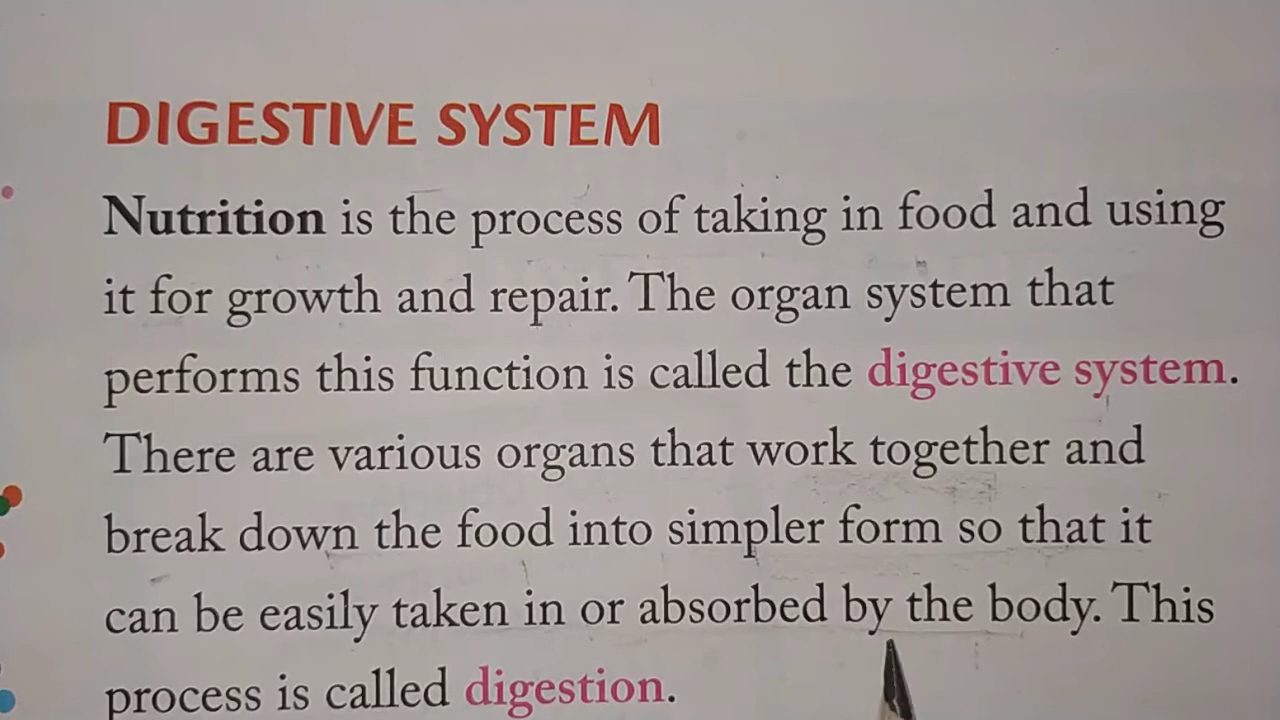 DIGESTIVE SYSTEM
Nutrition is the process of taking in food and using
it for growth and repair. The organ system that
performs this function is called the digestive system.
There are various organs that work together and
break down the food into simpler form so that it
can be easily taken in or absorbed by the body. This
process is called digestion.